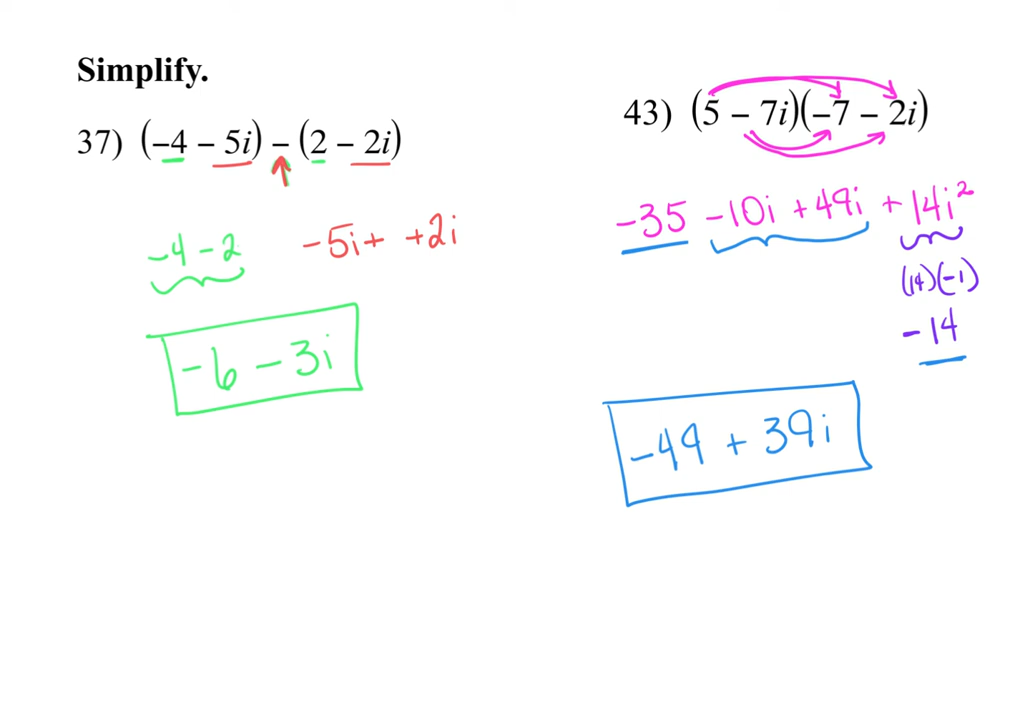 Simplify.
37) (−4 − 5i) − (2 − 2i)
-4 - 2
-5i+ +2i
-6 - 3i
43) (5 − 7i)(−7 − 2i)
-35 -10i +49i +14i²
(14)(-1)
-14
-49 + 39i